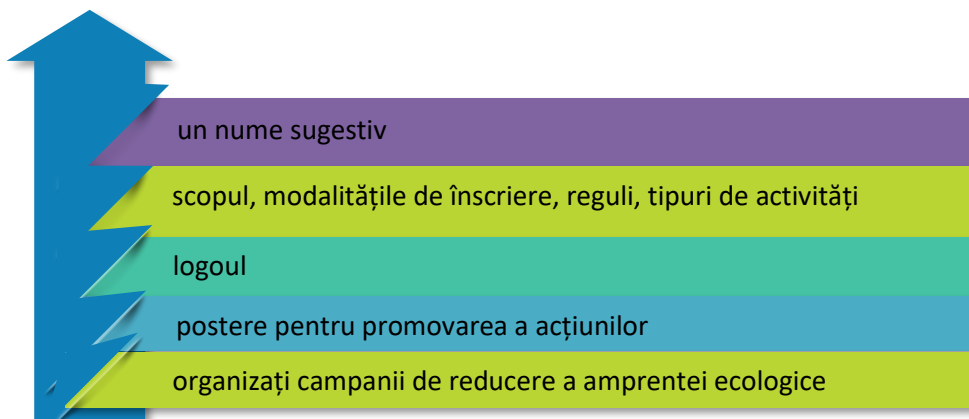 un nume sugestiv
scopul, modalitățile de înscriere, reguli, tipuri de activități
logoul
postere pentru promovarea a acțiunilor
organizați campanii de reducere a amprentei ecologice